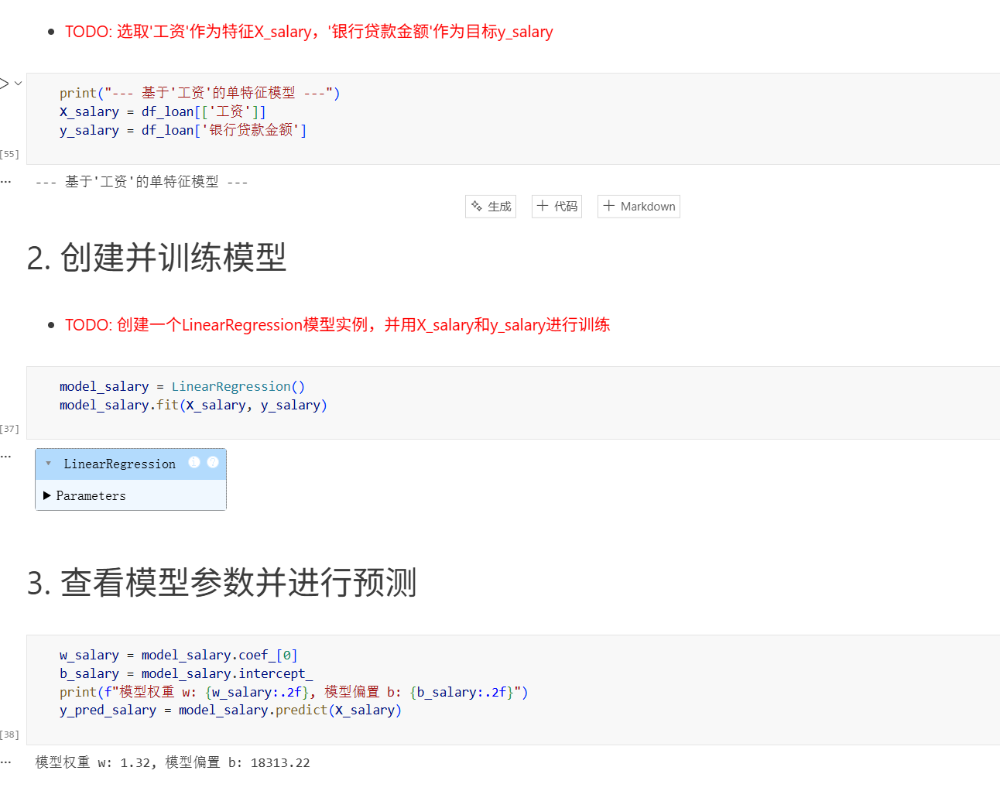 TODO: 选取'工资'作为特征X_salary，'银行贷款金额'作为目标y_salary
print("--- 基于'工资'的单特征模型 ---")
X_salary = df_loan[['工资']]
y_salary = df_loan['银行贷款金额']
[55]
--- 基于'工资'的单特征模型 ---
生成 代码 Markdown
2. 创建并训练模型
TODO: 创建一个LinearRegression模型实例，并用X_salary和y_salary进行训练
model_salary = LinearRegression()
model_salary.fit(X_salary, y_salary)
[37]
LinearRegression i ?
Parameters
3. 查看模型参数并进行预测
w_salary = model_salary.coef_[0]
b_salary = model_salary.intercept_
print(f"模型权重 w: {w_salary:.2f}, 模型偏置 b: {b_salary:.2f}")
y_pred_salary = model_salary.predict(X_salary)
[38]
模型权重 w: 1.32, 模型偏置 b: 18313.22